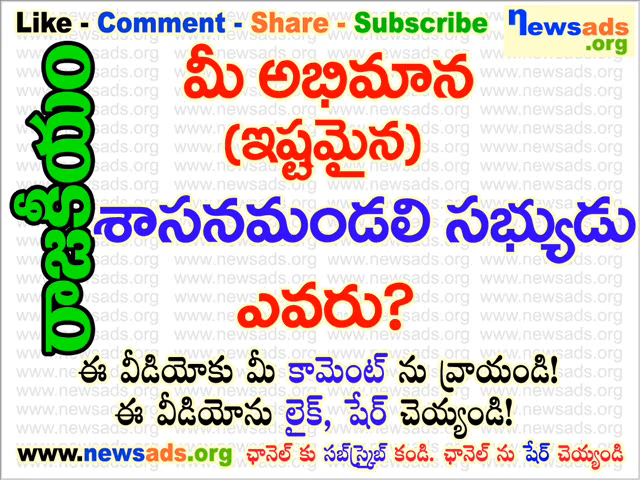 Like - Comment - Share - Subscribe
newsads
.org
రాజకీయం
మీ అభిమాన
(ఇష్టమైన)
శాసనమండలి సభ్యుడు
ఎవరు?
ఈ వీడియోకు మీ కామెంట్ ను వ్రాయండి!
ఈ వీడియోను లైక్, షేర్ చెయ్యండి!
www.newsads.org ఛానెల్ కు సబ్‌స్క్రైబ్ కండి. ఛానెల్ ను షేర్ చెయ్యండి